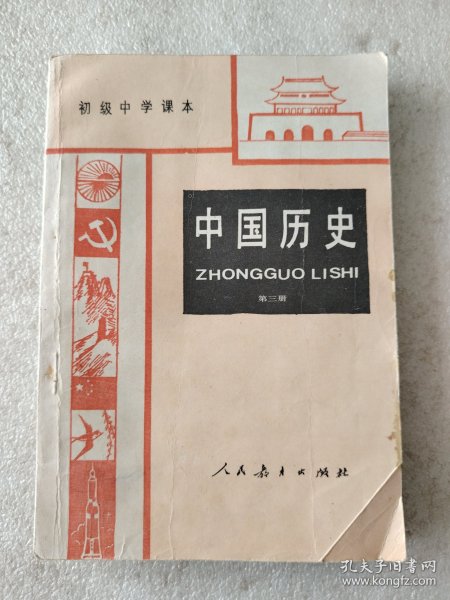 初级中学课本
中国历史
ZHONGGUO LISHI
第三册
人民教育出版社
孔夫子旧书网
www.kongfz.com